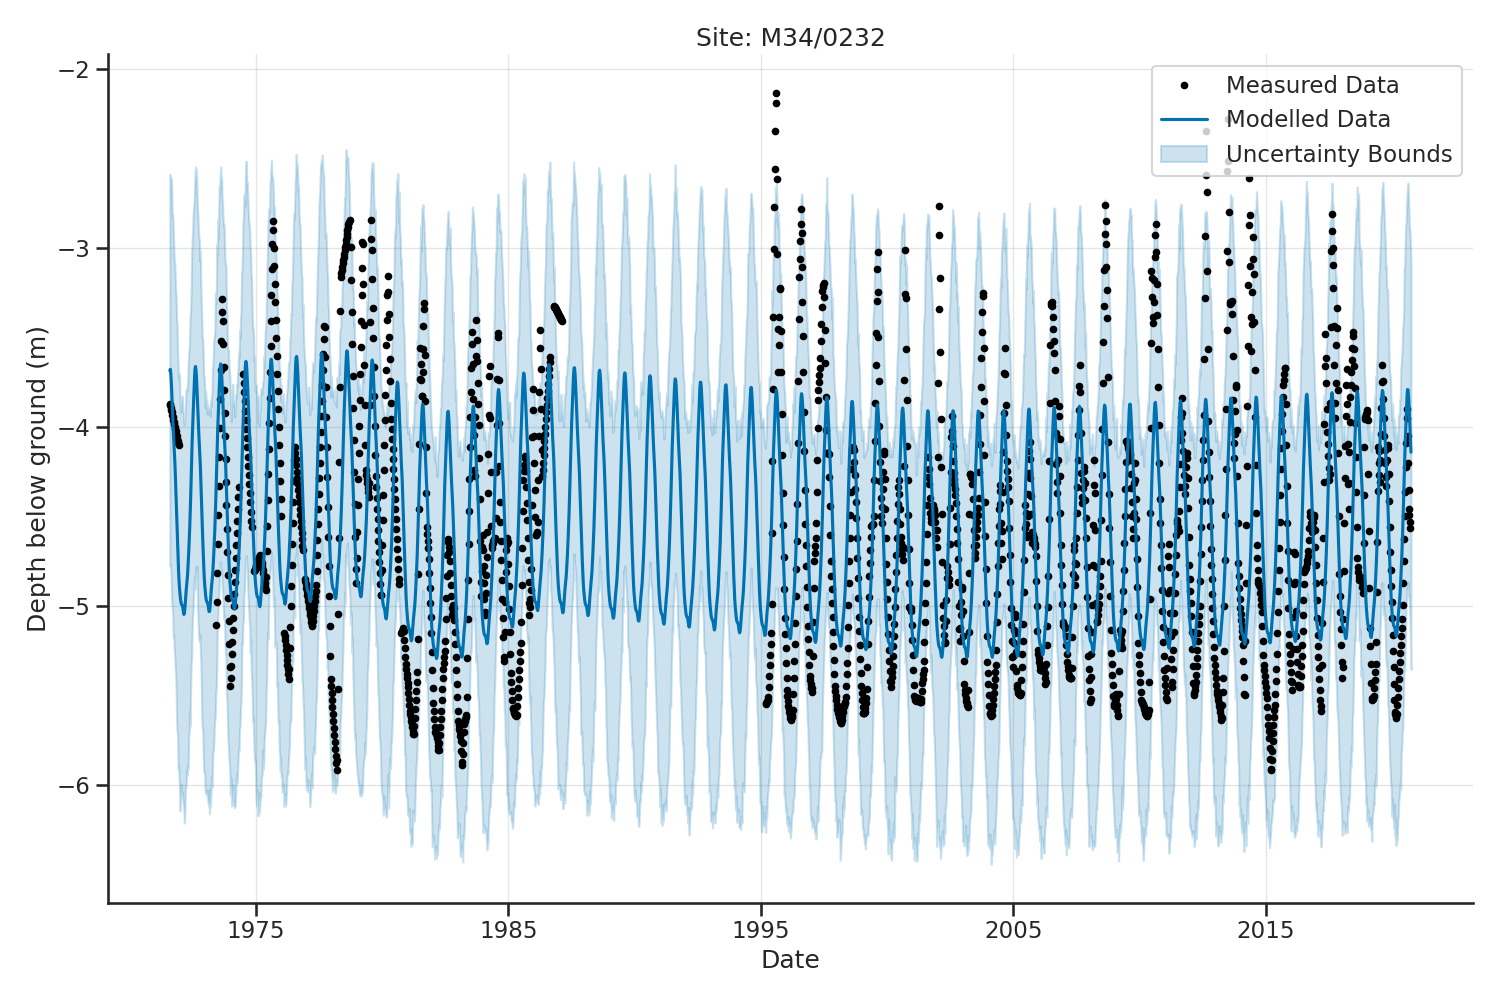 Site: M34/0232
Measured Data
Modelled Data
Uncertainty Bounds
−2
−3
−4
−5
−6
Depth below ground (m)
1975
1985
1995
2005
2015
Date